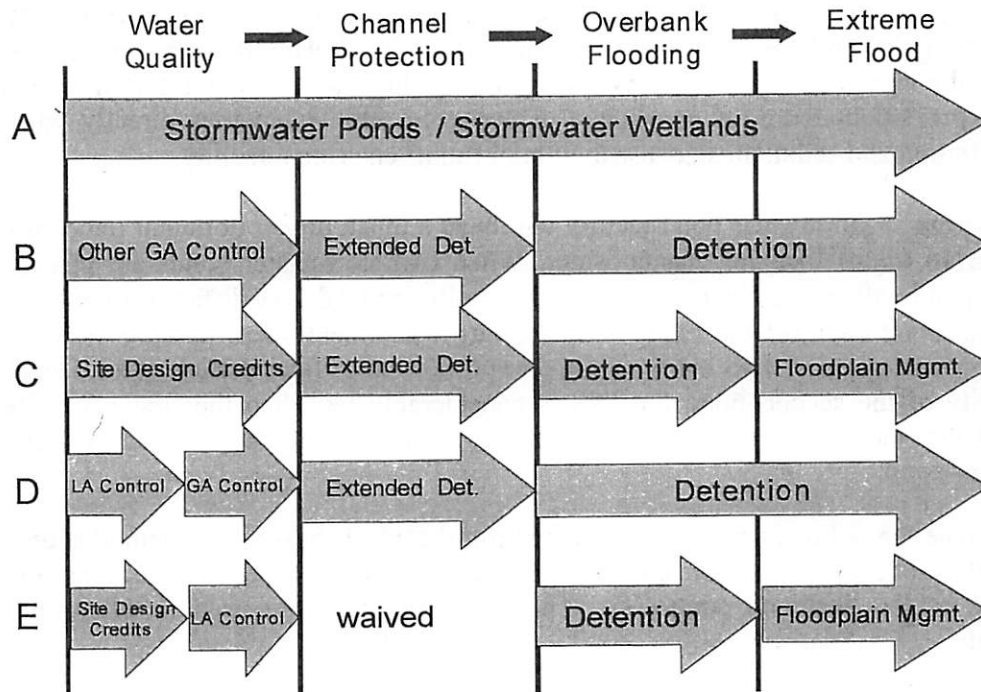 Water Quality
Channel Protection
Overbank Flooding
Extreme Flood
A
Stormwater Ponds / Stormwater Wetlands
B
Other GA Control
Extended Det.
Detention
C
Site Design Credits
Extended Det.
Detention
Floodplain Mgmt.
D
LA Control
GA Control
Extended Det.
Detention
E
Site Design
Credits
LA Control
waived
Detention
Floodplain Mgmt.